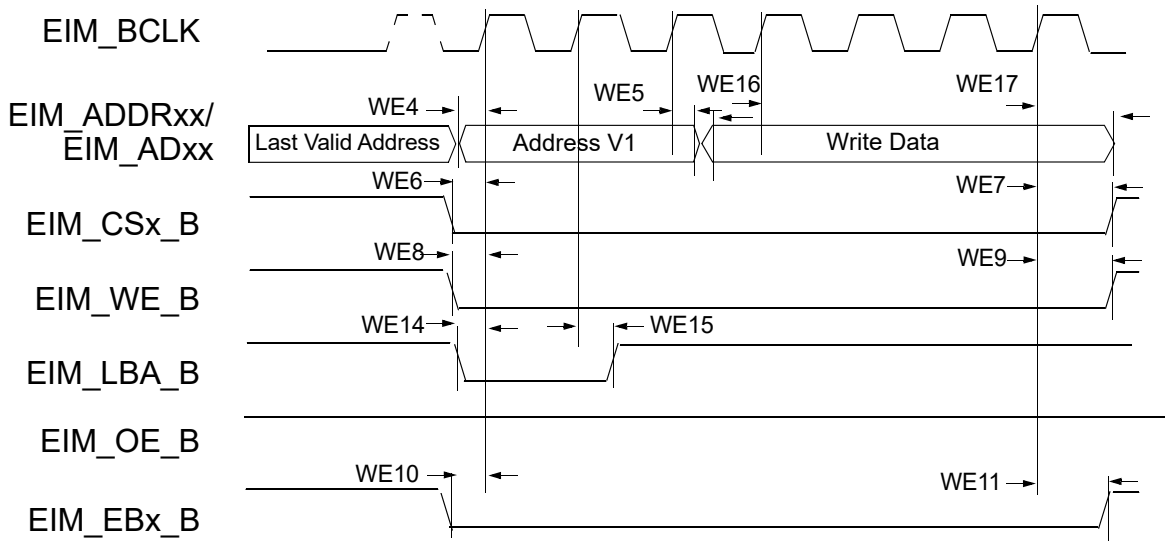 EIM_BCLK
WE16
WE17
WE5
WE4
EIM_ADDRxx/
EIM_ADxx
Last Valid Address
Address V1
Write Data
WE6
WE7
EIM_CSx_B
WE8
WE9
EIM_WE_B
WE14
WE15
EIM_LBA_B
EIM_OE_B
WE10
WE11
EIM_EBx_B